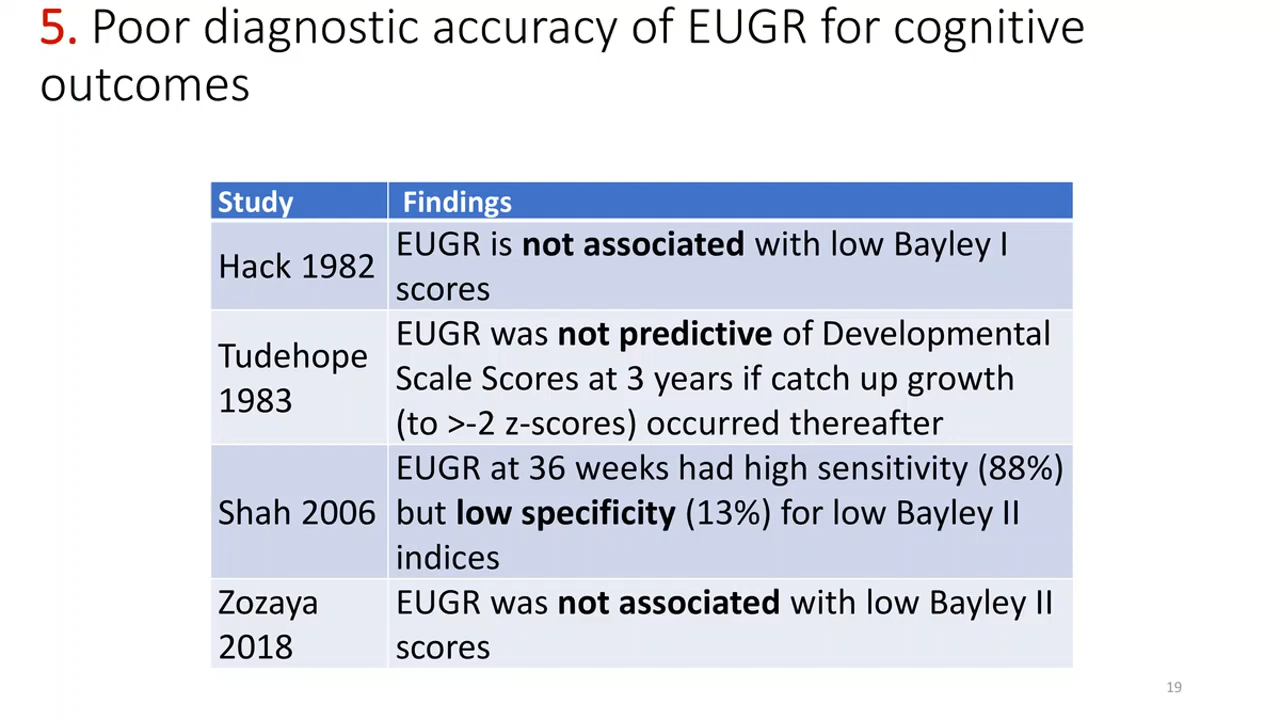 5. Poor diagnostic accuracy of EUGR for cognitive
outcomes
Study
Findings
Hack 1982
EUGR is not associated with low Bayley I
scores
Tudehope
1983
EUGR was not predictive of Developmental
Scale Scores at 3 years if catch up growth
(to >-2 z-scores) occurred thereafter
Shah 2006
EUGR at 36 weeks had high sensitivity (88%)
but low specificity (13%) for low Bayley II
indices
Zozaya
2018
EUGR was not associated with low Bayley II
scores
19